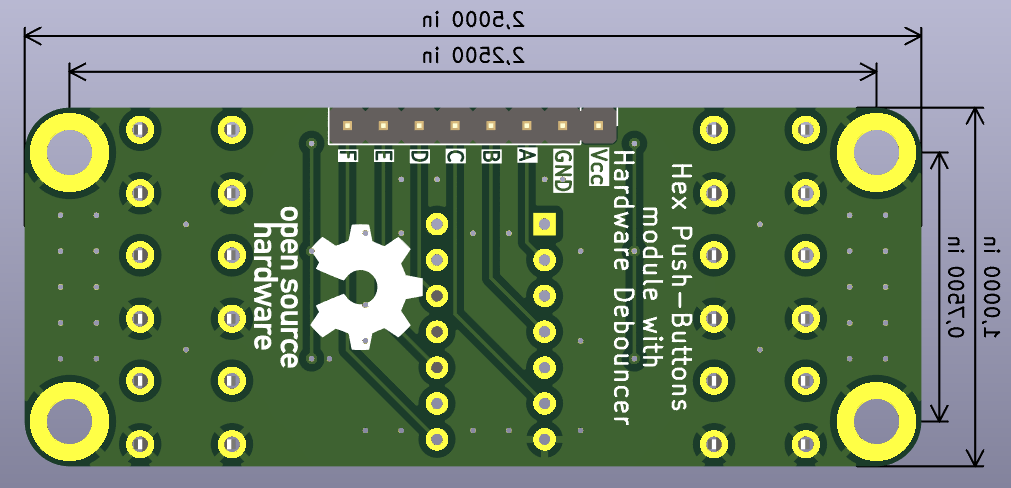 2,5000 in
2,2500 in
F E D C B A GND Vcc
open source
hardware
Hex Push-Buttons
module with
Hardware Debouncer
0,7500 in
1,0000 in